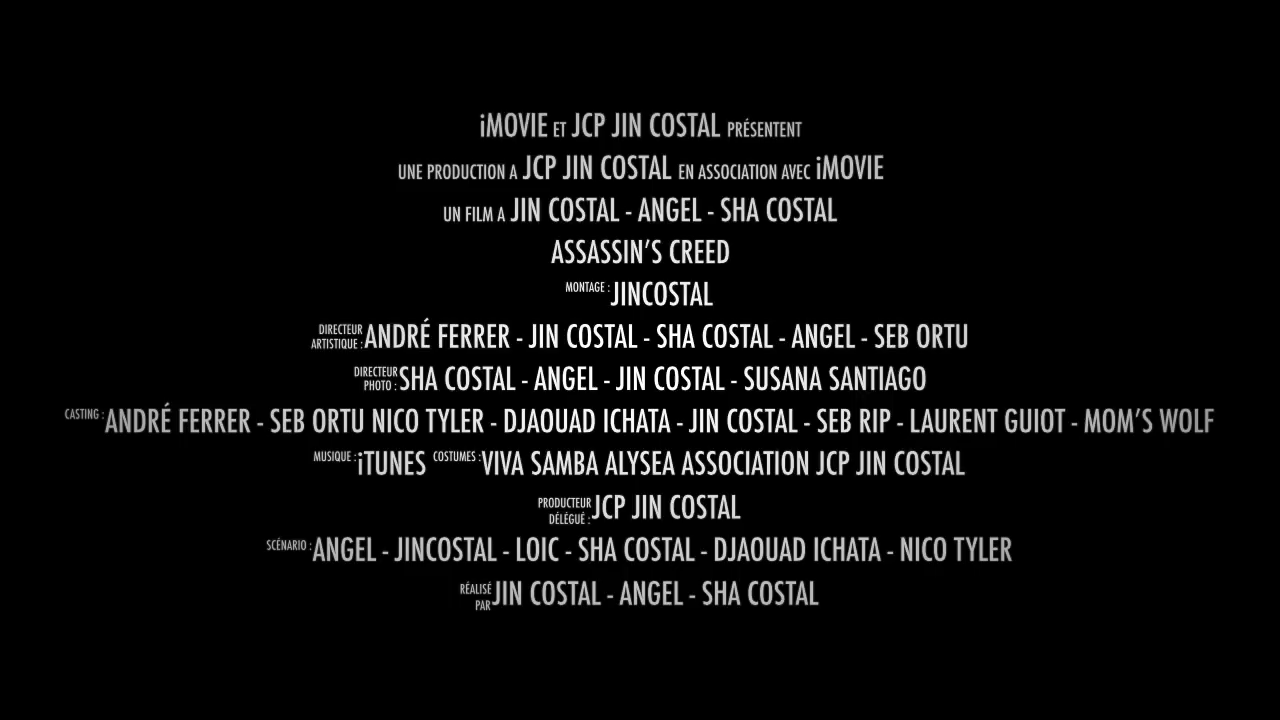 iMOVIE ET JCP JIN COSTAL PRÉSENTENT
UNE PRODUCTION A JCP JIN COSTAL EN ASSOCIATION AVEC iMOVIE
UN FILM A JIN COSTAL - ANGEL - SHA COSTAL
ASSASSIN'S CREED
MONTAGE : JINCOSTAL
DIRECTEUR ARTISTIQUE : ANDRÉ FERRER - JIN COSTAL - SHA COSTAL - ANGEL - SEB ORTU
DIRECTEUR PHOTO : SHA COSTAL - ANGEL - JIN COSTAL - SUSANA SANTIAGO
CASTING : ANDRÉ FERRER - SEB ORTU NICO TYLER - DJAOUAD ICHATA - JIN COSTAL - SEB RIP - LAURENT GUIOT - MOM'S WOLF
MUSIQUE : iTUNES COSTUMES : VIVA SAMBA ALYSEA ASSOCIATION JCP JIN COSTAL
PRODUCTEUR DÉLÉGUÉ : JCP JIN COSTAL
SCÉNARIO : ANGEL - JINCOSTAL - LOIC - SHA COSTAL - DJAOUAD ICHATA - NICO TYLER
RÉALISÉ PAR JIN COSTAL - ANGEL - SHA COSTAL